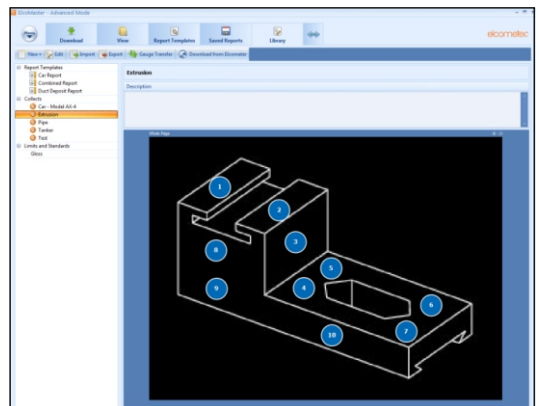 ElcoMaster - Advanced Mode
Download
View
Report Templates
Saved Reports
Library
elcometer
New
Edit
Import
Export
Gauge Transfer
Download from Elcometer
Report Templates
Car Report
Combined Report
Duct Deposit Report
Collects
Car - Model AX-4
Extrusion
Pipe
Tanker
Test
Limits and Standards
Gloss
Extrusion
Description
1
2
3
8
5
4
9
6
7
10